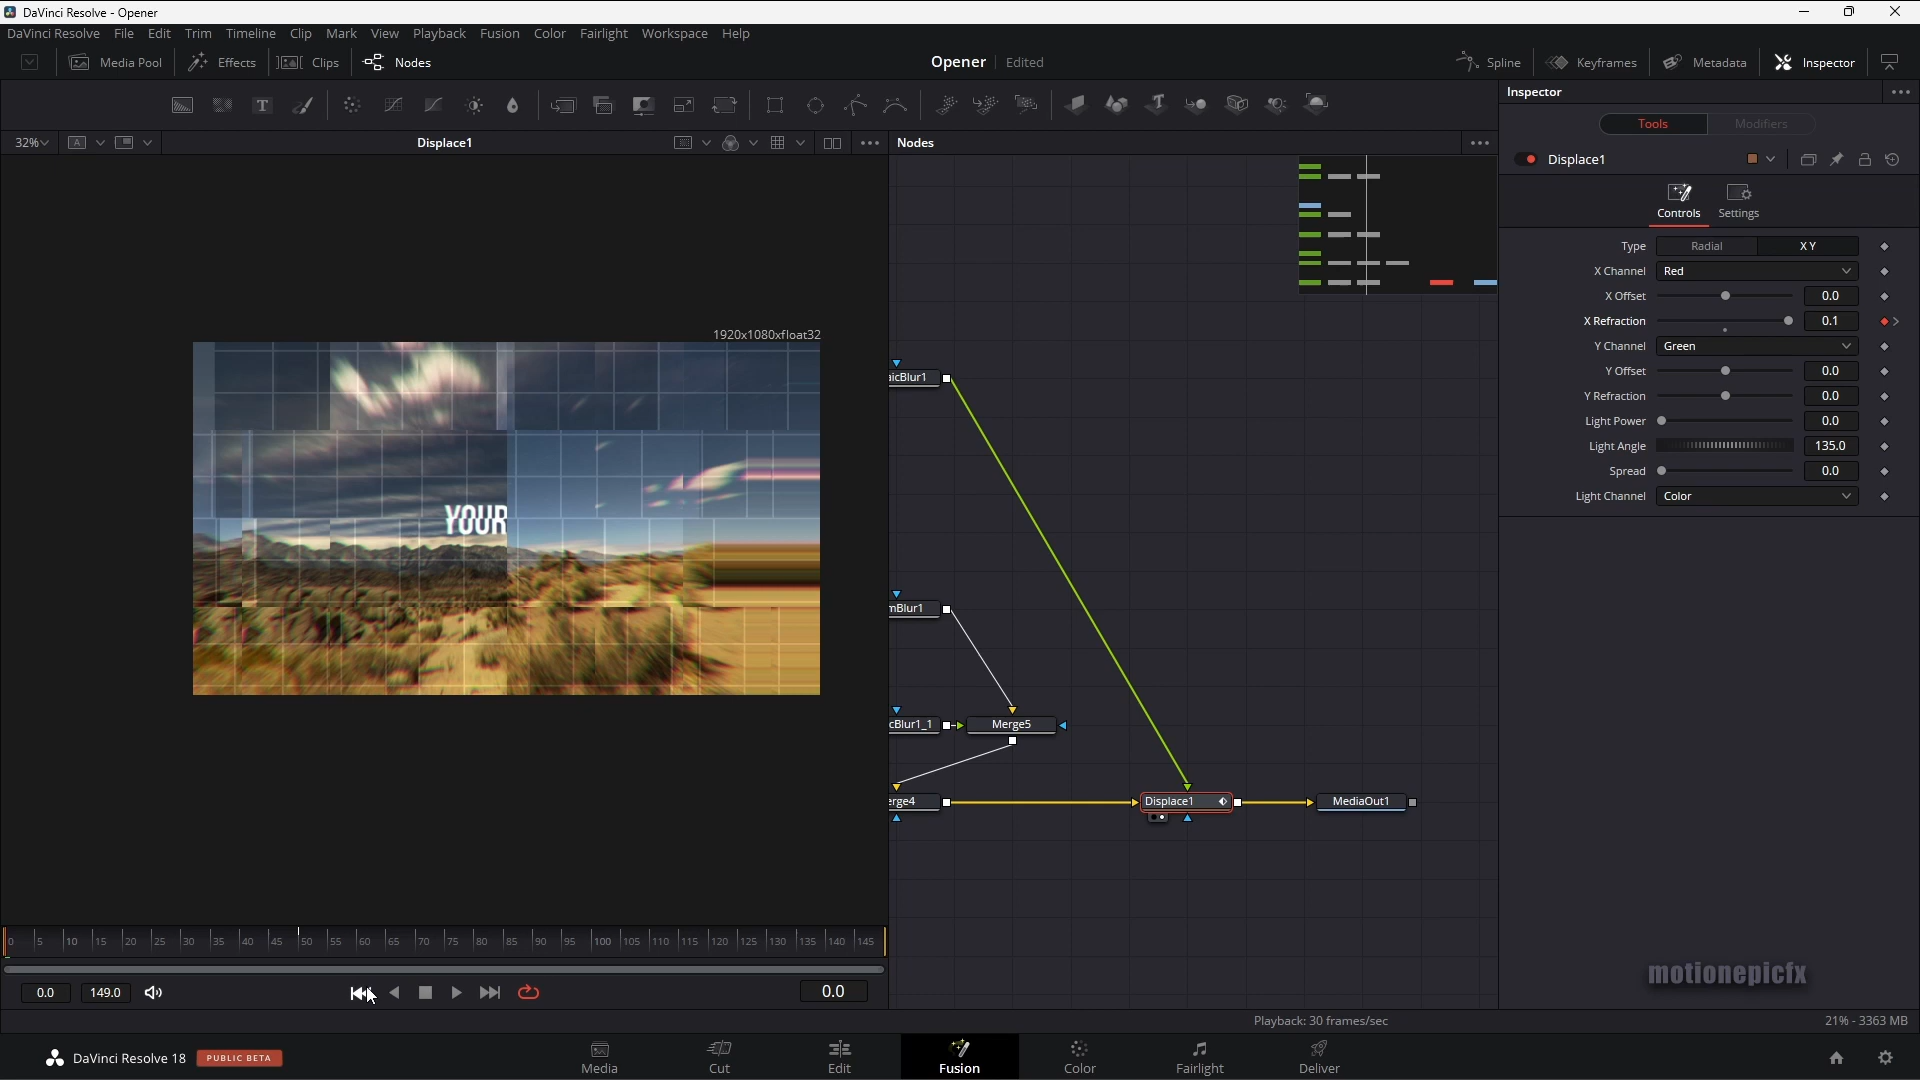 DaVinci Resolve - Opener
DaVinci Resolve File Edit Trim Timeline Clip Mark View Playback Fusion Color Fairlight Workspace Help
Media Pool Effects Clips Nodes Opener Edited Spline Keyframes Metadata Inspector
Inspector
Tools Modifiers
32% A Displace1 Nodes
Displace1
Controls Settings
Type Radial X Y
X Channel Red
X Offset 0.0
X Refraction 0.1
Y Channel Green
Y Offset 0.0
Y Refraction 0.0
Light Power 0.0
Light Angle 135.0
Spread 0.0
Light Channel Color
1920x1080xfloat32
YOUR
aicBlur1
mBlur1
cBlur1_1 Merge5
erge4 Displace1 MediaOut1
0 5 10 15 20 25 30 35 40 45 50 55 60 65 70 75 80 85 90 95 100 105 110 115 120 125 130 135 140 145
0.0 149.0 0.0
motionepicfx
Playback: 30 frames/sec 21% - 3363 MB
DaVinci Resolve 18 PUBLIC BETA Media Cut Edit Fusion Color Fairlight Deliver